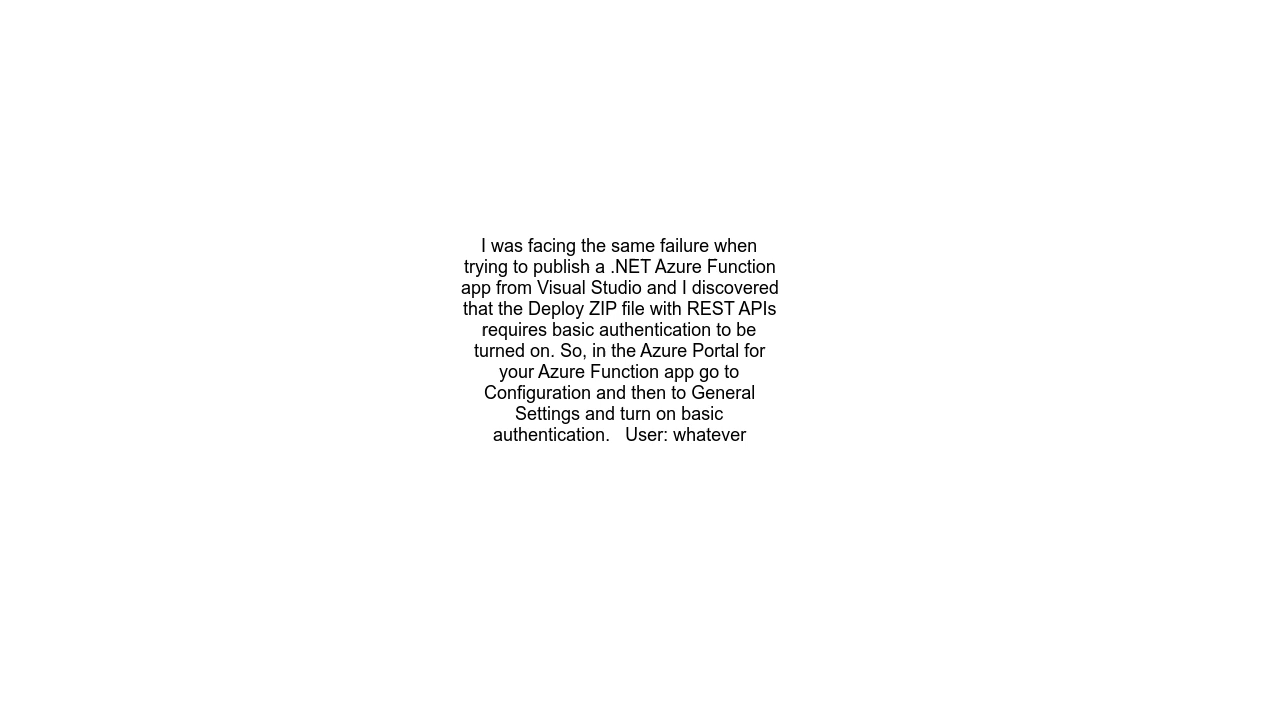 I was facing the same failure when
trying to publish a .NET Azure Function
app from Visual Studio and I discovered
that the Deploy ZIP file with REST APIs
requires basic authentication to be
turned on. So, in the Azure Portal for
your Azure Function app go to
Configuration and then to General
Settings and turn on basic
authentication.   User: whatever